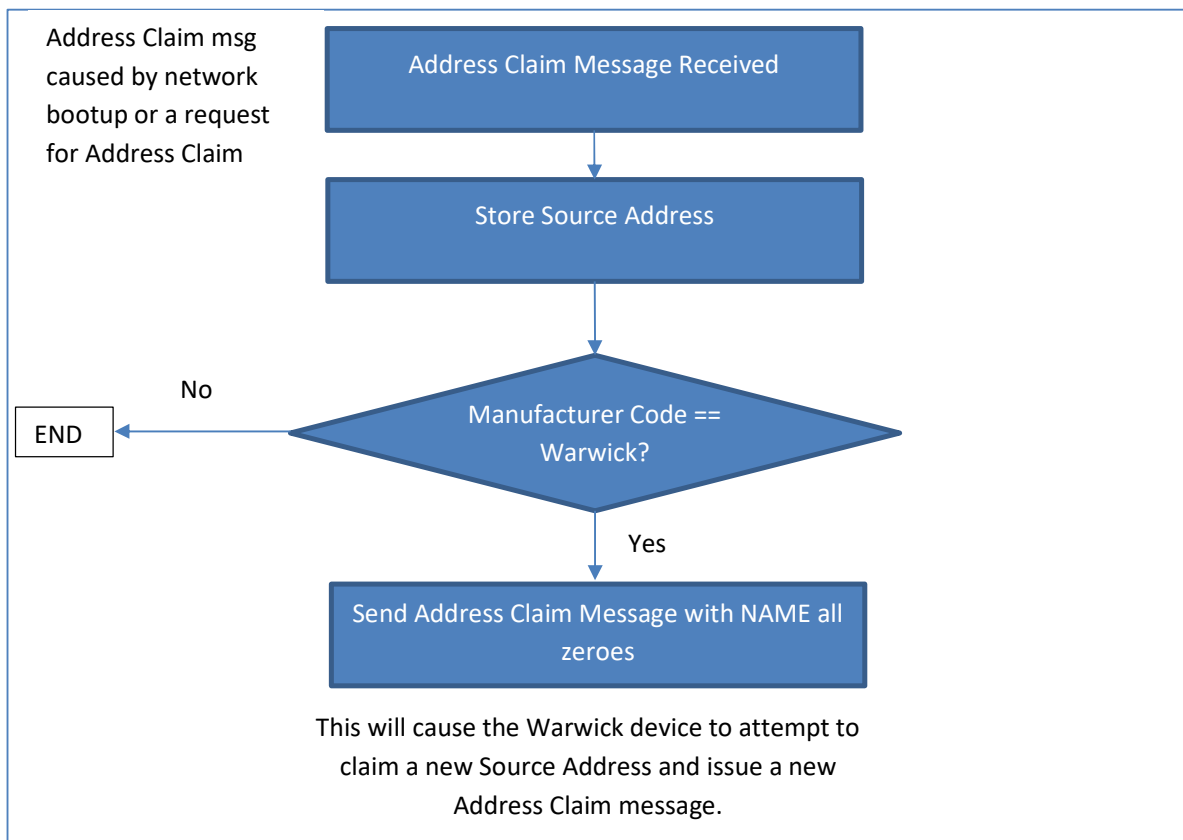 Address Claim msg
caused by network
bootup or a request
for Address Claim
Address Claim Message Received
Store Source Address
Manufacturer Code ==
Warwick?
No
END
Yes
Send Address Claim Message with NAME all
zeroes
This will cause the Warwick device to attempt to
claim a new Source Address and issue a new
Address Claim message.